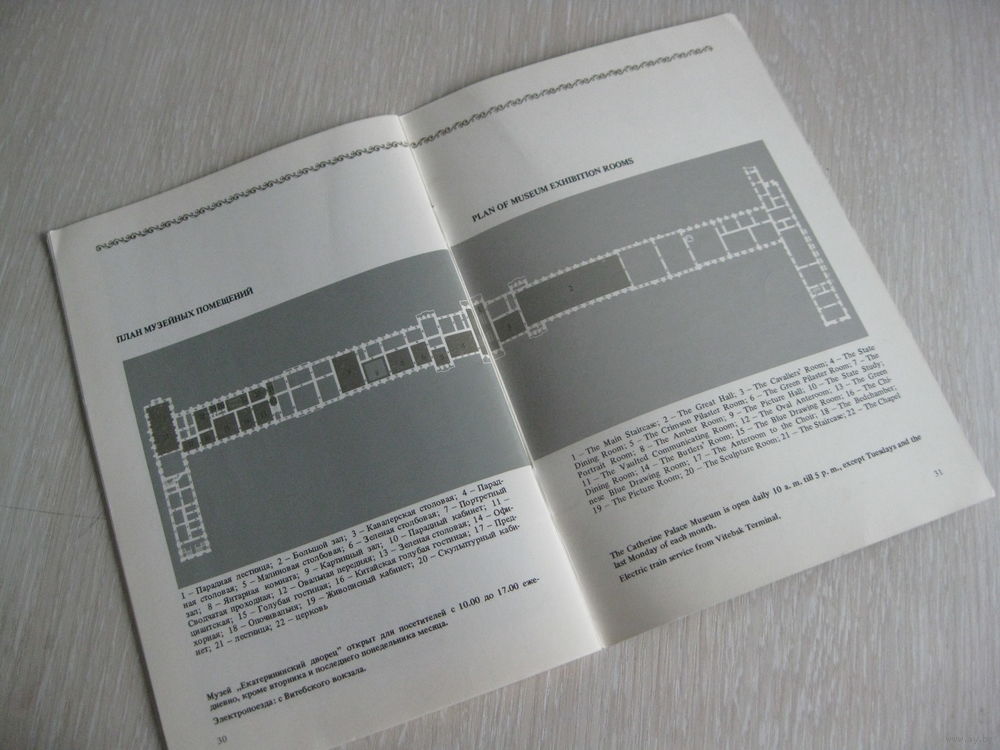 ПЛАН МУЗЕЙНЫХ ПОМЕЩЕНИЙ
1 – Парадная лестница; 2 – Большой зал; 3 – Кавалерская столовая; 4 – Парад-
ная столовая; 5 – Малиновая столбовая; 6 – Зеленая столбовая; 7 – Портретный
зал; 8 – Янтарная комната; 9 – Картинный зал; 10 – Парадный кабинет; 11 –
Сводчатая проходная; 12 – Овальная передняя; 13 – Зеленая столовая; 14 – Офи-
циантская; 15 – Голубая гостиная; 16 – Китайская голубая гостиная; 17 – Пред-
хорная; 18 – Опочивальня; 19 – Живописный кабинет; 20 – Скульптурный каби-
нет; 21 – лестница; 22 – церковь
Музей „Екатерининский дворец" открыт для посетителей с 10.00 до 17.00 еже-
дневно, кроме вторника и последнего понедельника месяца.
Электропоезда: с Витебского вокзала.
30
PLAN OF MUSEUM EXHIBITION ROOMS
2
3
1 – The Main Staircase; 2 – The Great Hall; 3 – The Cavaliers' Room; 4 – The State
Dining Room; 5 – The Crimson Pilaster Room; 6 – The Green Pilaster Room; 7 – The
Portrait Room; 8 – The Amber Room; 9 – The Picture Hall; 10 – The State Study;
11 – The Vaulted Communicating Room; 12 – The Oval Anteroom; 13 – The Green
Dining Room; 14 – The Butlers' Room; 15 – The Blue Drawing Room; 16 – The Chi-
nese Blue Drawing Room; 17 – The Anteroom to the Choir; 18 – The Bedchamber;
19 – The Picture Room; 20 – The Sculpture Room; 21 – The Staircase; 22 – The Chapel
The Catherine Palace Museum is open daily 10 a. m. till 5 p. m., except Tuesdays and the
last Monday of each month.
Electric train service from Vitebsk Terminal.
31